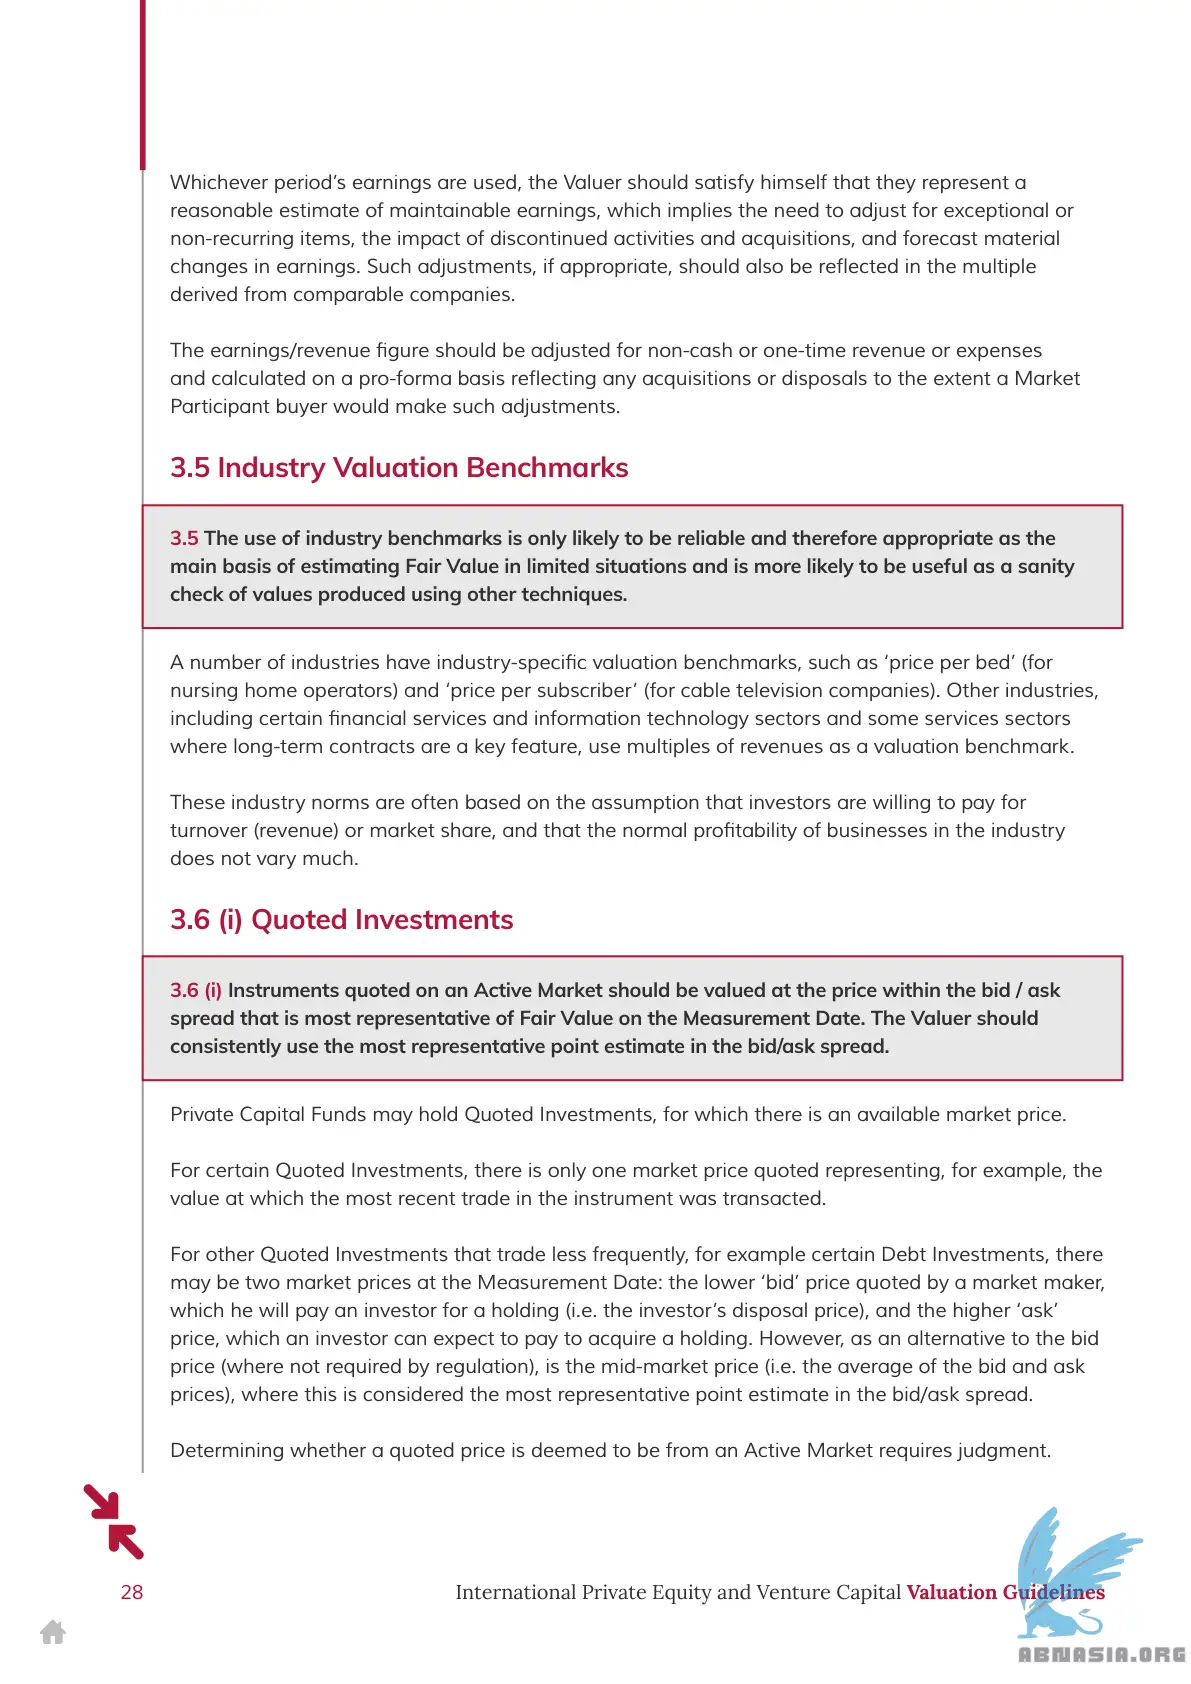 Whichever period’s earnings are used, the Valuer should satisfy himself that they represent a
reasonable estimate of maintainable earnings, which implies the need to adjust for exceptional or
non-recurring items, the impact of discontinued activities and acquisitions, and forecast material
changes in earnings. Such adjustments, if appropriate, should also be reflected in the multiple
derived from comparable companies.
The earnings/revenue figure should be adjusted for non-cash or one-time revenue or expenses
and calculated on a pro-forma basis reflecting any acquisitions or disposals to the extent a Market
Participant buyer would make such adjustments.
3.5 Industry Valuation Benchmarks
3.5 The use of industry benchmarks is only likely to be reliable and therefore appropriate as the
main basis of estimating Fair Value in limited situations and is more likely to be useful as a sanity
check of values produced using other techniques.
A number of industries have industry-specific valuation benchmarks, such as ‘price per bed’ (for
nursing home operators) and ‘price per subscriber’ (for cable television companies). Other industries,
including certain financial services and information technology sectors and some services sectors
where long-term contracts are a key feature, use multiples of revenues as a valuation benchmark.
These industry norms are often based on the assumption that investors are willing to pay for
turnover (revenue) or market share, and that the normal profitability of businesses in the industry
does not vary much.
3.6 (i) Quoted Investments
3.6 (i) Instruments quoted on an Active Market should be valued at the price within the bid / ask
spread that is most representative of Fair Value on the Measurement Date. The Valuer should
consistently use the most representative point estimate in the bid/ask spread.
Private Capital Funds may hold Quoted Investments, for which there is an available market price.
For certain Quoted Investments, there is only one market price quoted representing, for example, the
value at which the most recent trade in the instrument was transacted.
For other Quoted Investments that trade less frequently, for example certain Debt Investments, there
may be two market prices at the Measurement Date: the lower ‘bid’ price quoted by a market maker,
which he will pay an investor for a holding (i.e. the investor’s disposal price), and the higher ‘ask’
price, which an investor can expect to pay to acquire a holding. However, as an alternative to the bid
price (where not required by regulation), is the mid-market price (i.e. the average of the bid and ask
prices), where this is considered the most representative point estimate in the bid/ask spread.
Determining whether a quoted price is deemed to be from an Active Market requires judgment.
28
International Private Equity and Venture Capital Valuation Guidelines
ABNASIA.ORG